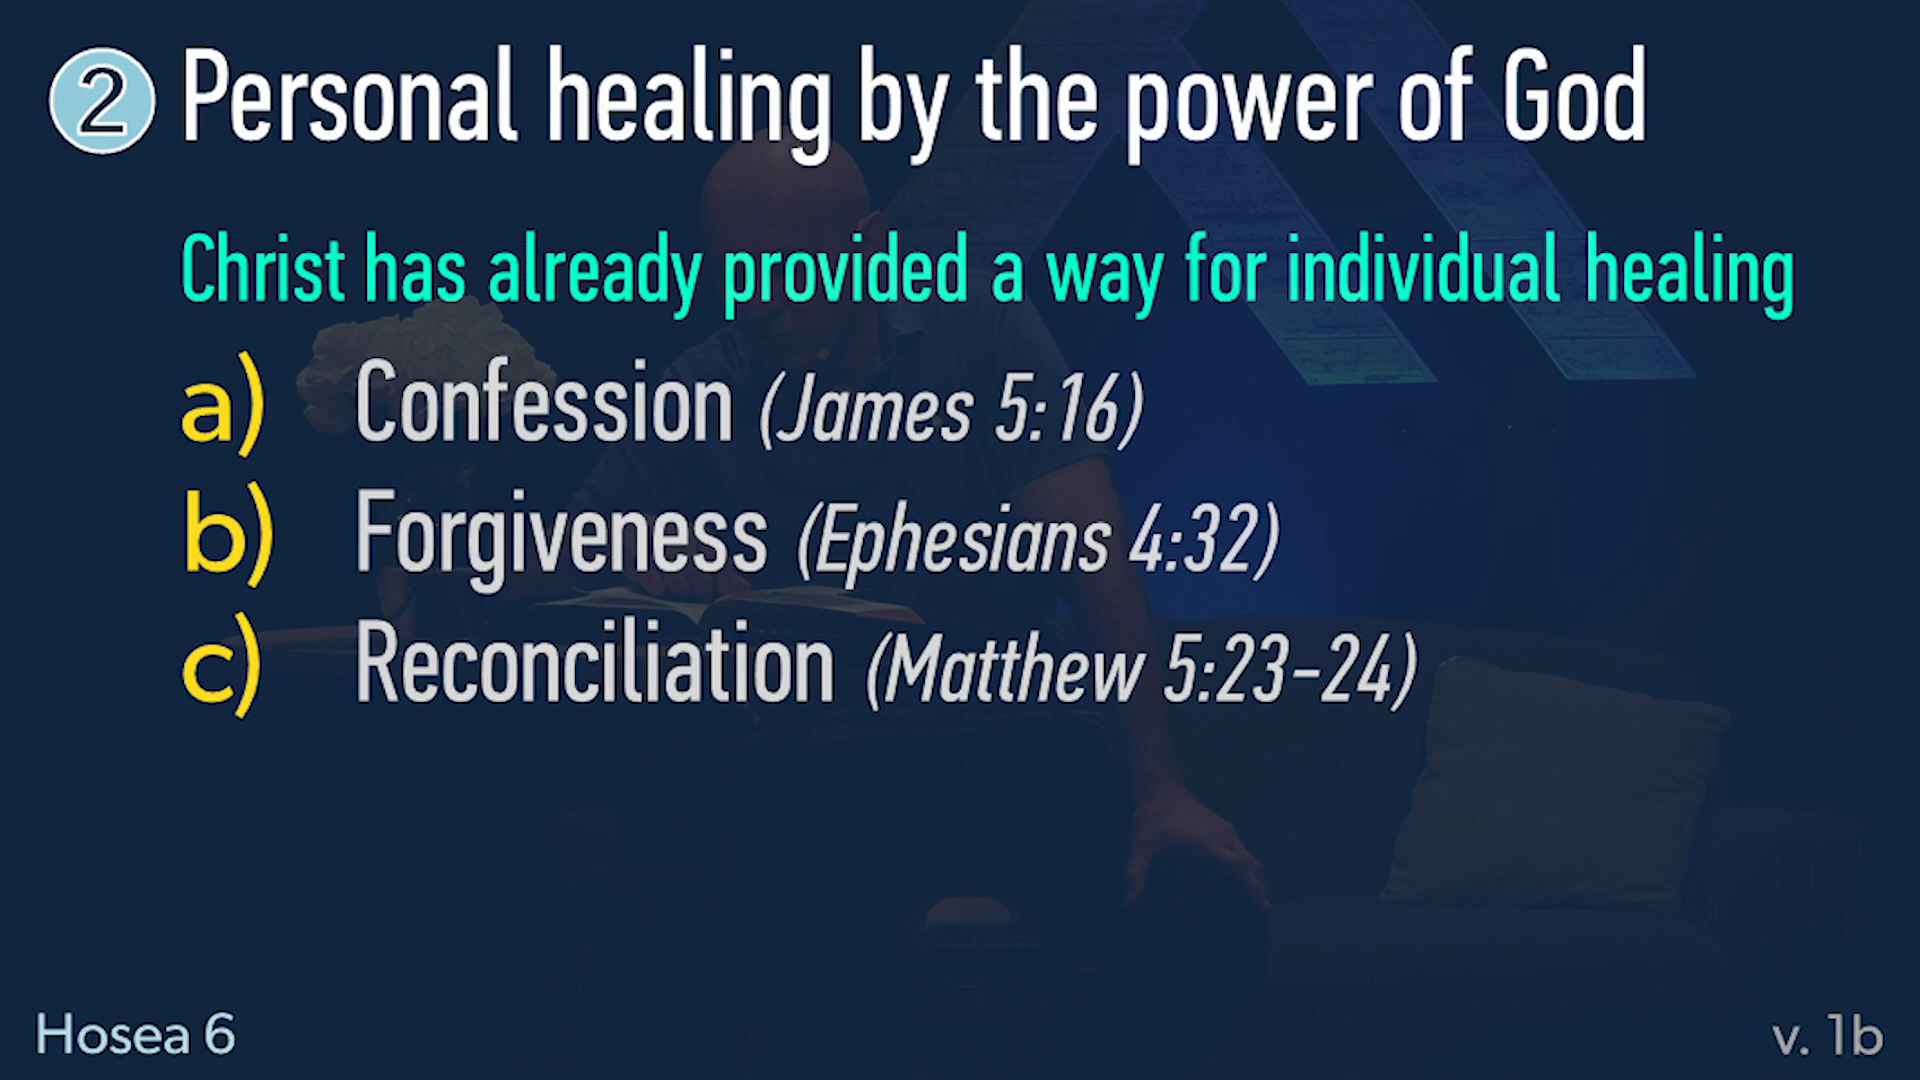 2 Personal healing by the power of God
Christ has already provided a way for individual healing
a) Confession (James 5:16)
b) Forgiveness (Ephesians 4:32)
c) Reconciliation (Matthew 5:23–24)
Hosea 6
v. 1b